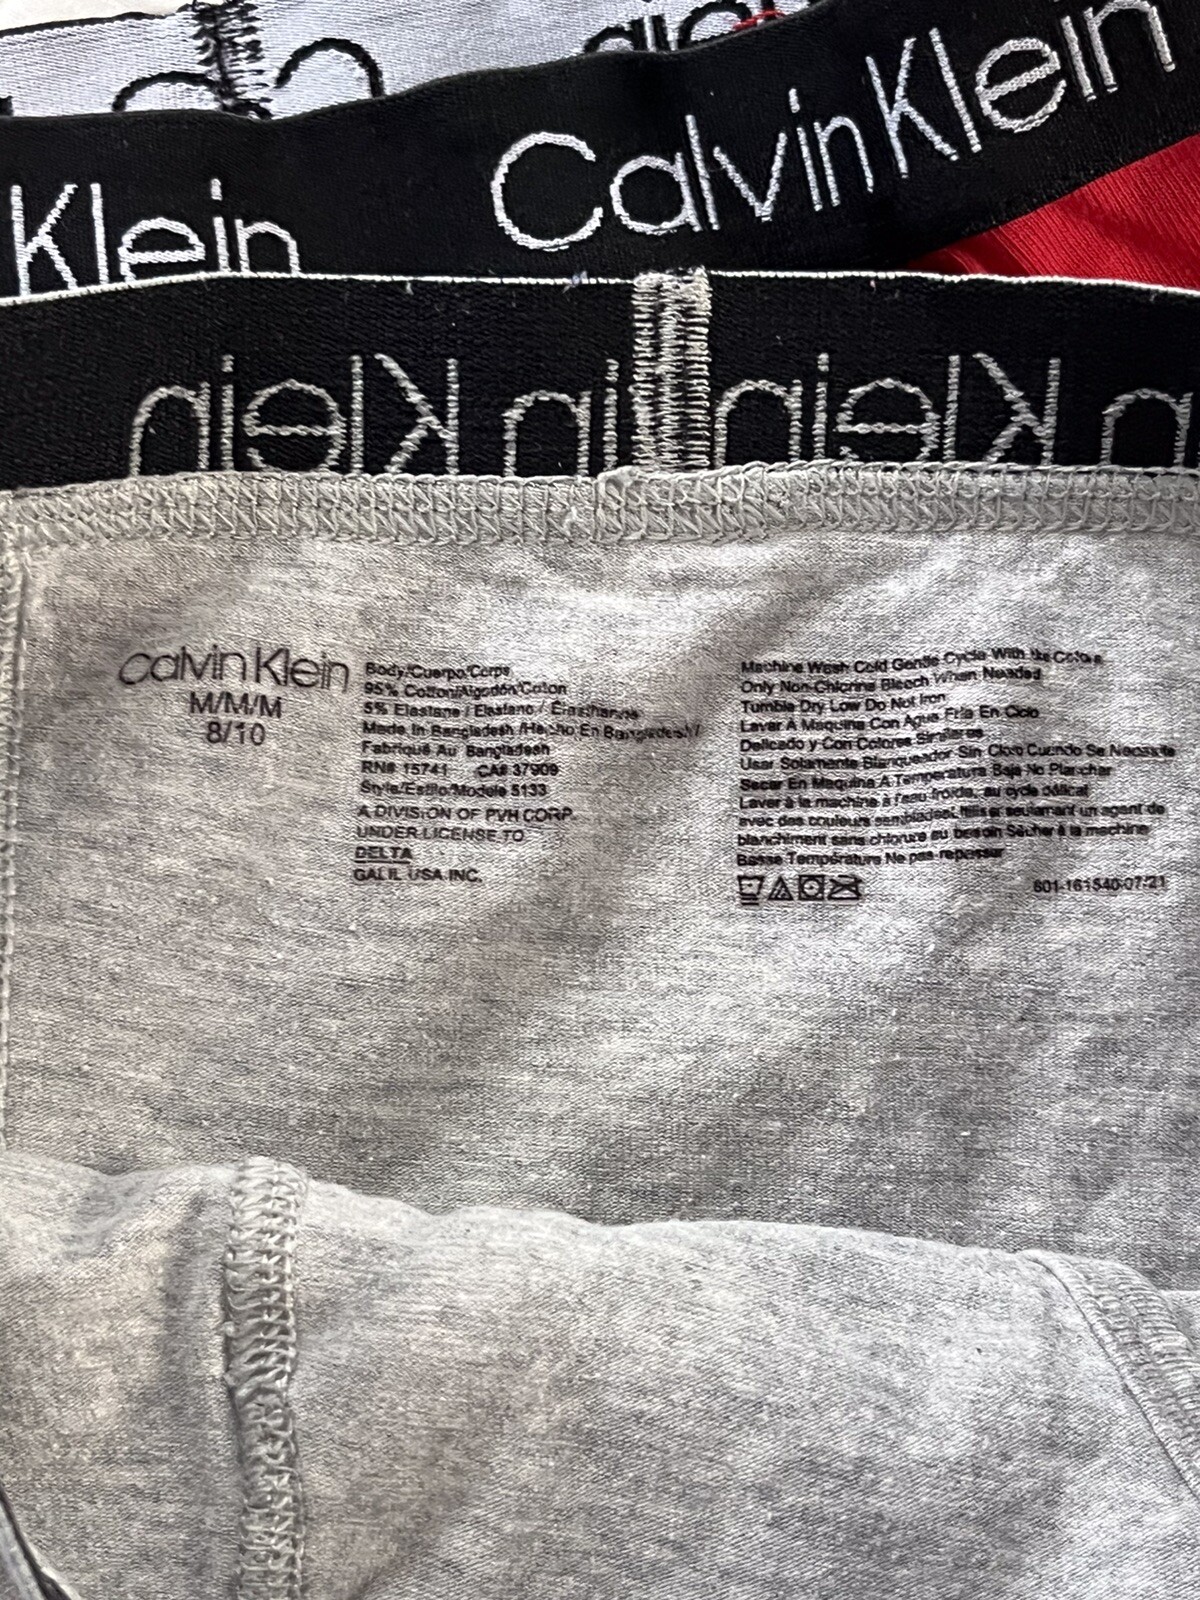 Calvin Klein
Klein
Klein
Klein
Calvin Klein
M/M/M
8/10
Body/Cuerpo/Corps
95% Cotton/Algodón/Coton
5% Elastane / Elastano / Élasthanne
Made In Bangladesh /Hecho En Bangladesh/
Fabriqué Au Bangladesh
RN# 15741 CA# 37909
Style/Estilo/Modele 5133
A DIVISION OF PVH CORP.
UNDER LICENSE TO
DELTA
GALIL USA INC.
Machine Wash Cold Gentle Cycle With like Colors
Only Non-Chlorine Bleach When Needed
Tumble Dry Low Do Not Iron
Lavar A Maquina Con Agua Fria En Ciclo
Delicado y Con Colores Similares
Usar Solamente Blanqueador Sin Cloro Cuando Se Necesite
Secar En Maquina A Temperatura Baja No Planchar
Laver à la machine à l'eau froide, au cycle délicat
avec des couleurs semblables. Utiliser seulement un agent de
blanchiment sans chlorure au besoin Sécher à la machine
Basse Température Ne pas repasser
601-161540-07/21